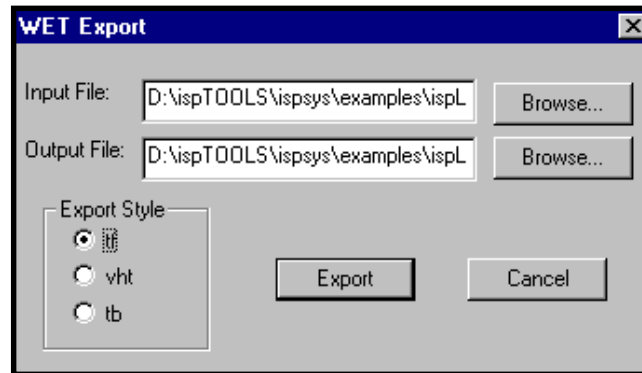 WET Export
Input File: D:\ispTOOLS\ispsys\examples\ispL Browse...
Output File: D:\ispTOOLS\ispsys\examples\ispL Browse...
Export Style
tf
vht
tb
Export Cancel